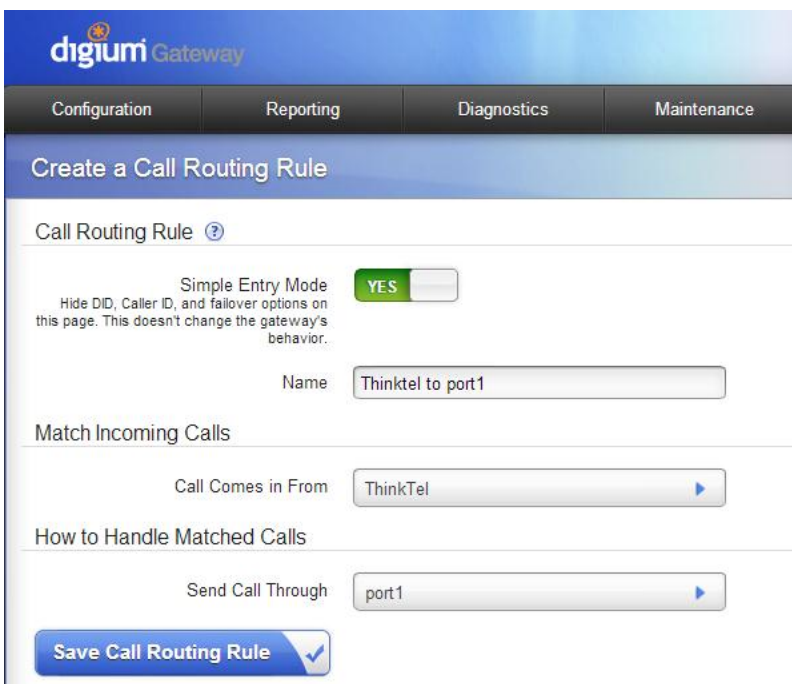 digium Gateway
Configuration Reporting Diagnostics Maintenance
Create a Call Routing Rule
Call Routing Rule ?
Simple Entry Mode YES
Hide DID, Caller ID, and failover options on
this page. This doesn't change the gateway's
behavior.
Name Thinktel to port1
Match Incoming Calls
Call Comes in From ThinkTel
How to Handle Matched Calls
Send Call Through port1
Save Call Routing Rule